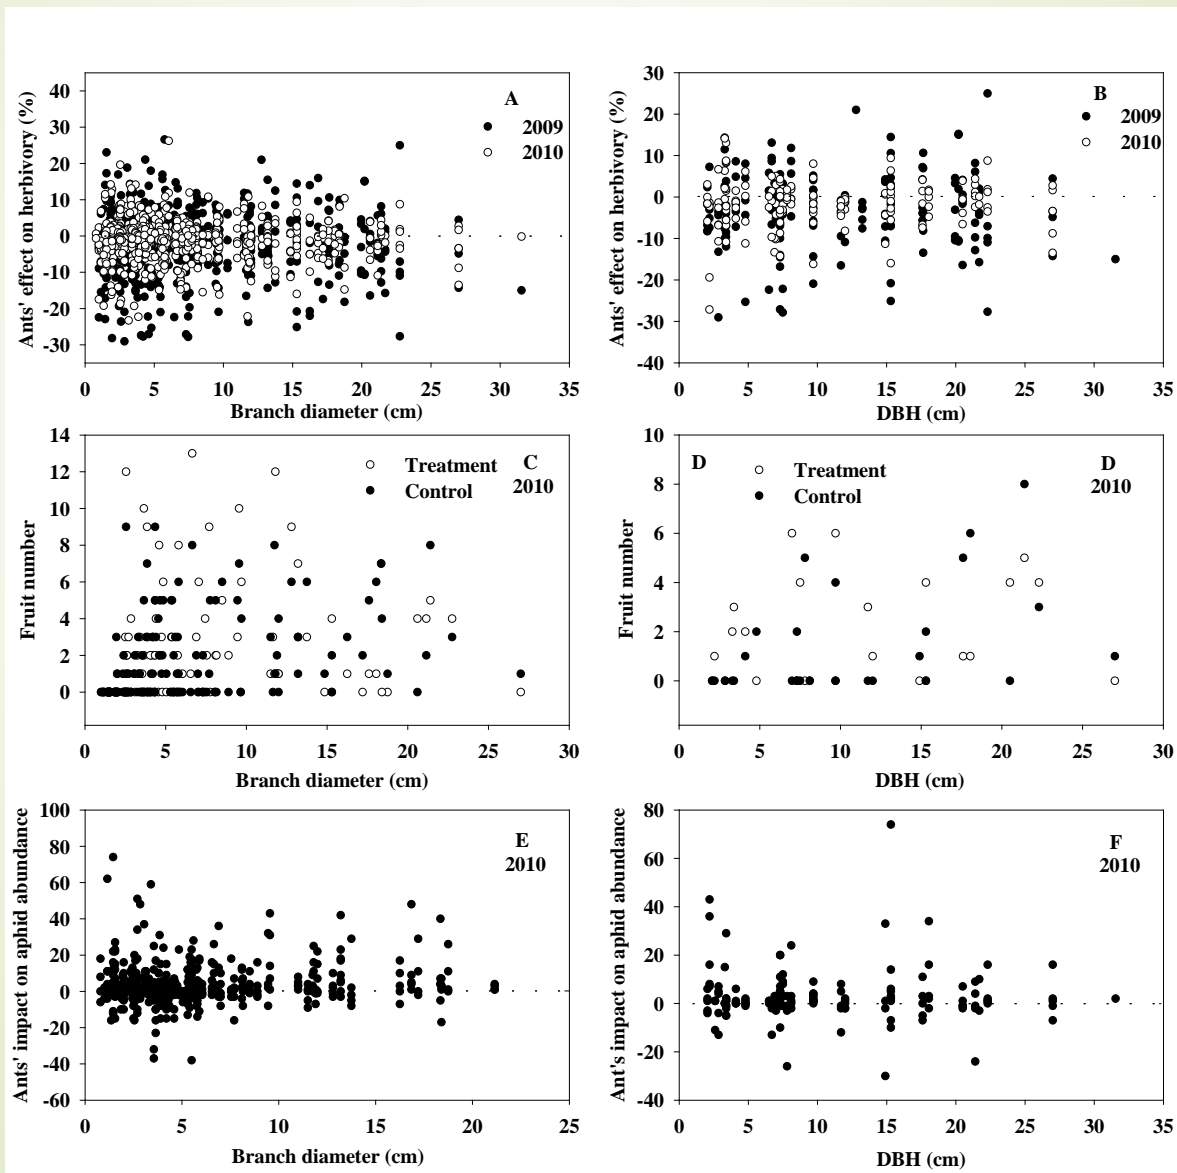 Ants' effect on herbivory (%)
40
30
20
10
0
-10
-20
-30
A
2009
2010
0 5 10 15 20 25 30 35
Branch diameter (cm)
Ants' effect on herbivory (%)
30
20
10
0
-10
-20
-30
-40
B
2009
2010
0 5 10 15 20 25 30 35
DBH (cm)
Fruit number
14
12
10
8
6
4
2
0
Treatment
Control
C
2010
0 5 10 15 20 25 30
Branch diameter (cm)
Fruit number
10
8
6
4
2
0
D
Treatment
Control
D
2010
0 5 10 15 20 25 30
DBH (cm)
Ants' impact on aphid abundance
100
80
60
40
20
0
-20
-40
-60
E
2010
0 5 10 15 20 25
Branch diameter (cm)
Ant's impact on aphid abundance
80
60
40
20
0
-20
-40
F
2010
0 5 10 15 20 25 30 35
DBH (cm)